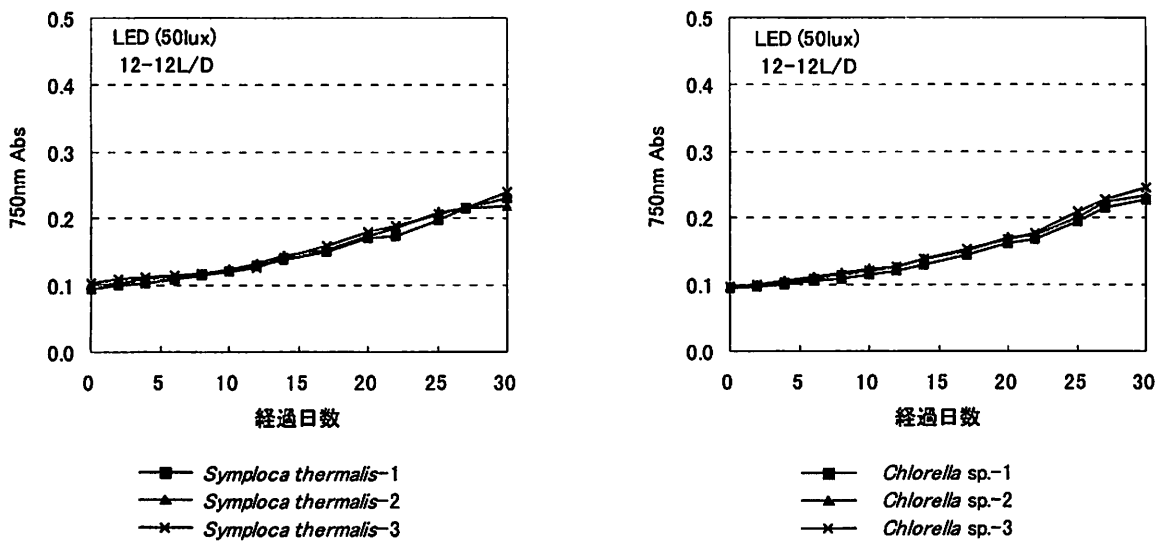 LED (50lux)
12-12L/D
0.5
0.4
0.3
0.2
0.1
0.0
750nm Abs
0 5 10 15 20 25 30
経過日数
Symploca thermalis-1
Symploca thermalis-2
Symploca thermalis-3
LED (50lux)
12-12L/D
0.5
0.4
0.3
0.2
0.1
0.0
750nm Abs
0 5 10 15 20 25 30
経過日数
Chlorella sp.-1
Chlorella sp.-2
Chlorella sp.-3